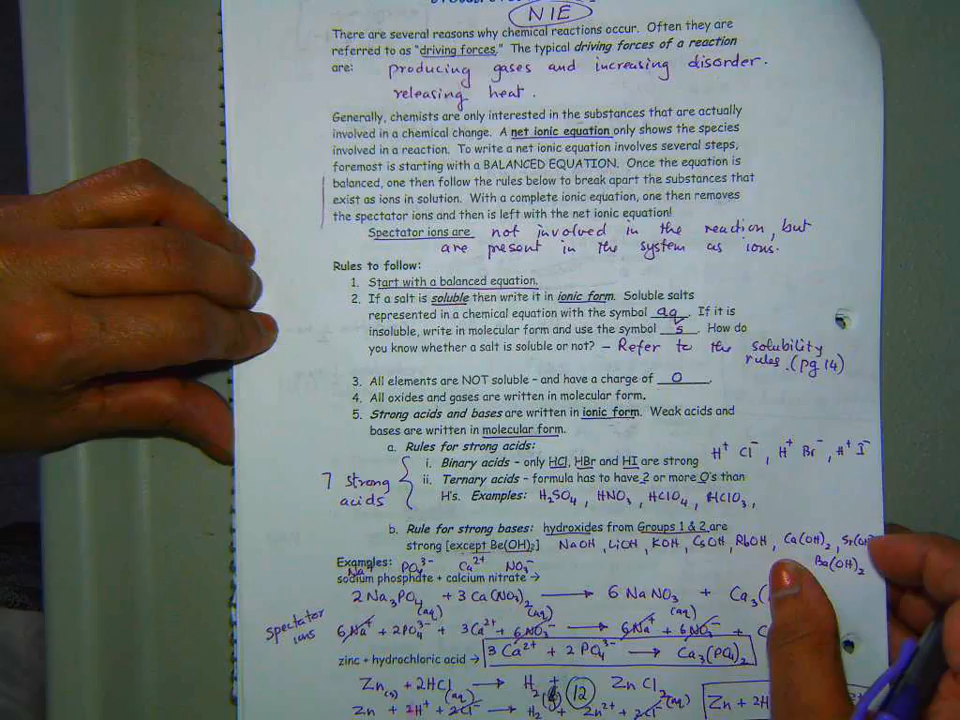 NIE
There are several reasons why chemical reactions occur. Often they are
referred to as "driving forces." The typical driving forces of a reaction
are: producing gases and increasing disorder.
releasing heat.
Generally, chemists are only interested in the substances that are actually
involved in a chemical change. A net ionic equation only shows the species
involved in a reaction. To write a net ionic equation involves several steps,
foremost is starting with a BALANCED EQUATION. Once the equation is
balanced, one then follow the rules below to break apart the substances that
exist as ions in solution. With a complete ionic equation, one then removes
the spectator ions and then is left with the net ionic equation!
Spectator ions are not involved in the reaction, but
are present in the system as ions.
Rules to follow:
1. Start with a balanced equation.
2. If a salt is soluble then write it in ionic form. Soluble salts
represented in a chemical equation with the symbol aq. If it is
insoluble, write in molecular form and use the symbol s. How do
you know whether a salt is soluble or not? – Refer to the solubility
rules. (pg 14)
3. All elements are NOT soluble – and have a charge of 0.
4. All oxides and gases are written in molecular form.
5. Strong acids and bases are written in ionic form. Weak acids and
bases are written in molecular form.
a. Rules for strong acids:
H⁺ Cl⁻, H⁺ Br⁻, H⁺ I⁻
i. Binary acids – only HCl, HBr and HI are strong
7 strong acids
ii. Ternary acids – formula has to have 2 or more O's than
H's. Examples: H₂SO₄, HNO₃, HClO₄, HClO₃,
b. Rule for strong bases: hydroxides from Groups 1 & 2 are
strong [except Be(OH)₂] NaOH, LiOH, KOH, CsOH, RbOH, Ca(OH)₂,
Ba(OH)₂
Examples:
Na⁺ PO₄³⁻ Ca²⁺ NO₃⁻
sodium phosphate + calcium nitrate →
2Na₃PO₄(aq) + 3Ca(NO₃)₂(aq) → 6NaNO₃(aq) +
spectator ions
6Na⁺ + 2PO₄³⁻ + 3Ca²⁺ + 6NO₃⁻ → 6Na⁺ + 6NO₃⁻ +
zinc + hydrochloric acid → 3Ca²⁺ + 2PO₄³⁻ → Ca₃(PO₄)₂
Zn(s) + 2HCl(aq) → H₂ + ZnCl₂(aq)
12
Zn + 2H⁺ + 2Cl⁻ → H₂ + Zn²⁺ + 2Cl⁻